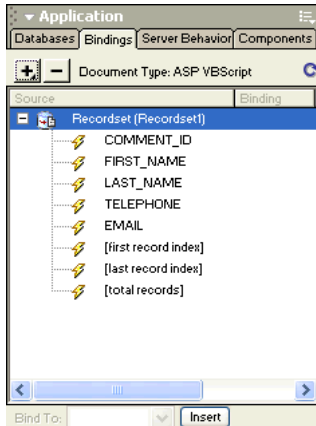 Application
Databases Bindings Server Behavior Components
Document Type: ASP VBScript
Source Binding
Recordset (Recordset1)
COMMENT_ID
FIRST_NAME
LAST_NAME
TELEPHONE
EMAIL
[first record index]
[last record index]
[total records]
Bind To: Insert